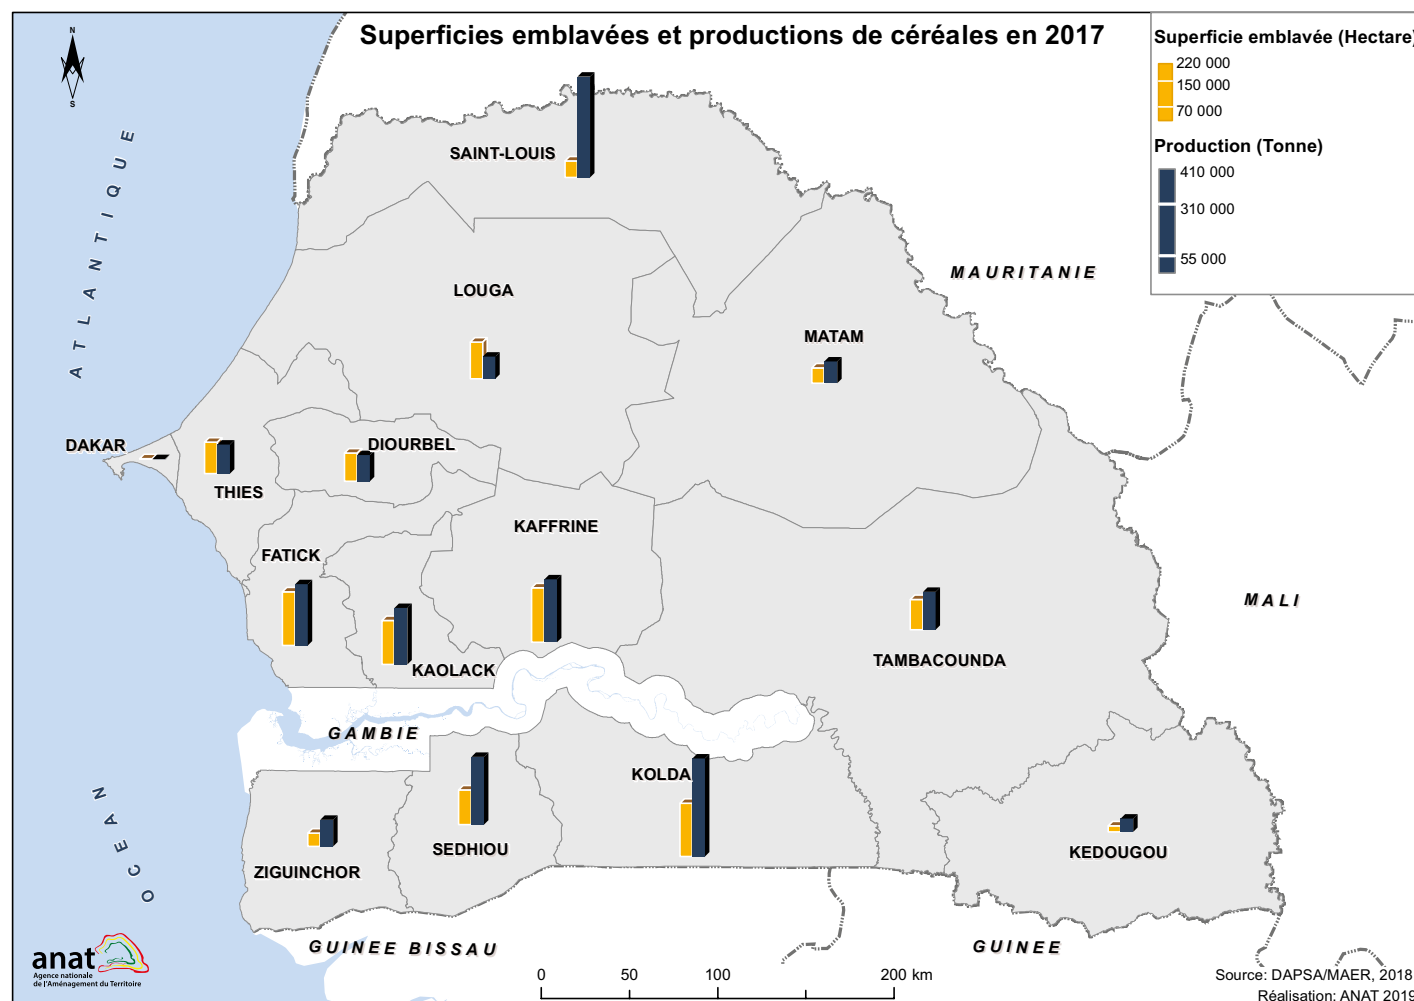 Superficies emblavées et productions de céréales en 2017
Superficie emblavée (Hectare)
220 000
150 000
70 000
Production (Tonne)
410 000
310 000
55 000
N
S
ATLANTIQUE
OCEAN
SAINT-LOUIS
MAURITANIE
LOUGA
MATAM
DAKAR
DIOURBEL
THIES
KAFFRINE
FATICK
MALI
KAOLACK
TAMBACOUNDA
GAMBIE
KOLDA
SEDHIOU
KEDOUGOU
ZIGUINCHOR
GUINEE BISSAU
GUINEE
anat
Agence nationale
de l'Aménagement du Territoire
0 50 100 200 km
Source: DAPSA/MAER, 2018
Réalisation: ANAT 2019